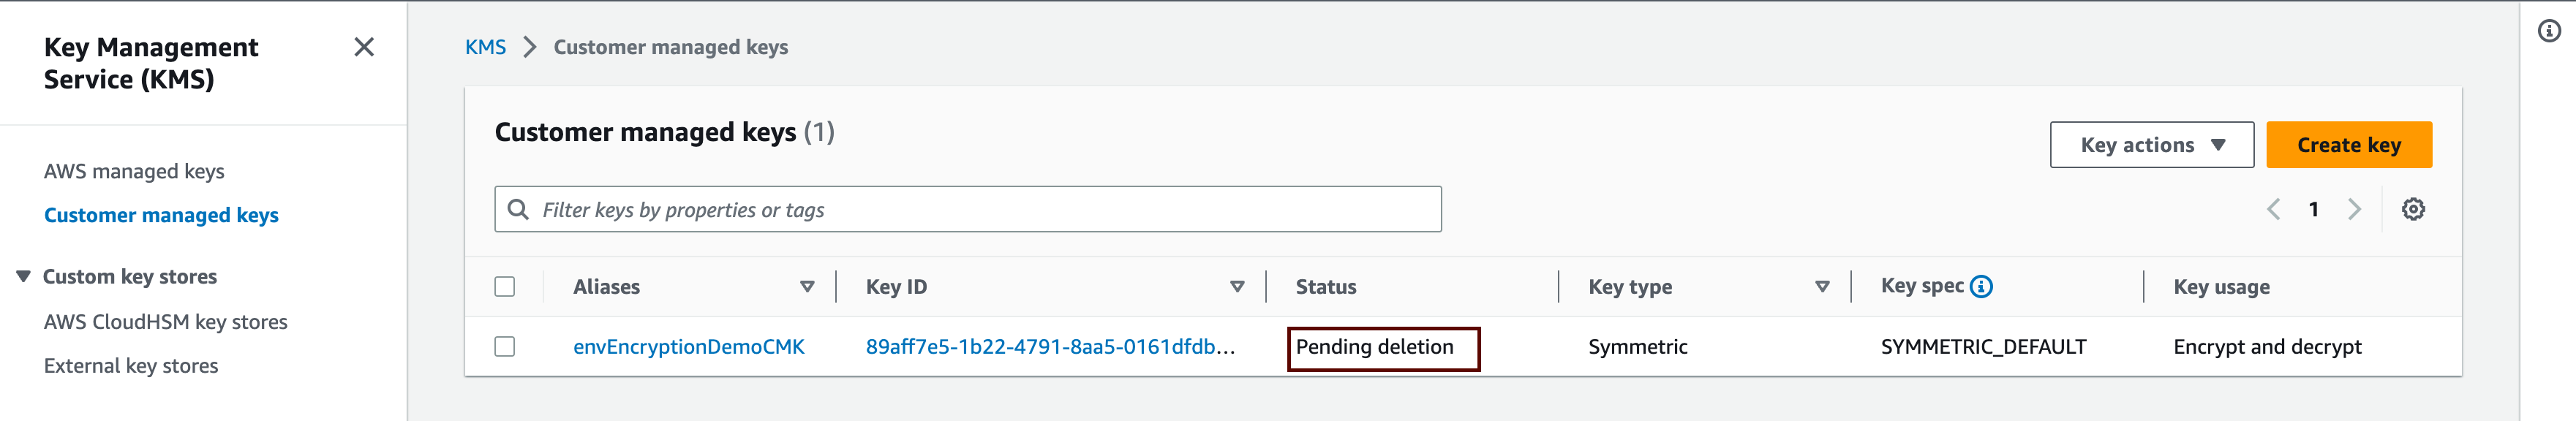 Key Management
Service (KMS)
AWS managed keys
Customer managed keys
Custom key stores
AWS CloudHSM key stores
External key stores
KMS > Customer managed keys
Customer managed keys (1)
Key actions
Create key
Filter keys by properties or tags
1
Aliases Key ID Status Key type Key spec Key usage
envEncryptionDemoCMK 89aff7e5-1b22-4791-8aa5-0161dfdb... Pending deletion Symmetric SYMMETRIC_DEFAULT Encrypt and decrypt